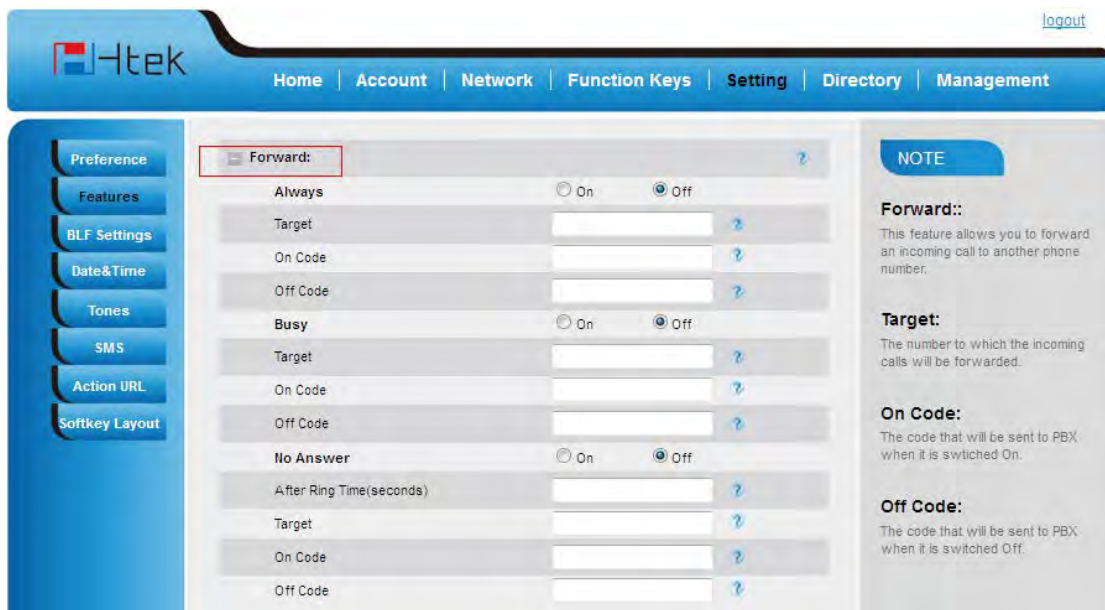 logout
Htek
Home | Account | Network | Function Keys | Setting | Directory | Management
Preference
Features
BLF Settings
Date&Time
Tones
SMS
Action URL
Softkey Layout
Forward: ?
Always On Off
Target ?
On Code ?
Off Code ?
Busy On Off
Target ?
On Code ?
Off Code ?
No Answer On Off
After Ring Time(seconds) ?
Target ?
On Code ?
Off Code ?
NOTE
Forward::
This feature allows you to forward
an incoming call to another phone
number.
Target:
The number to which the incoming
calls will be forwarded.
On Code:
The code that will be sent to PBX
when it is swtiched On.
Off Code:
The code that will be sent to PBX
when it is switched Off.